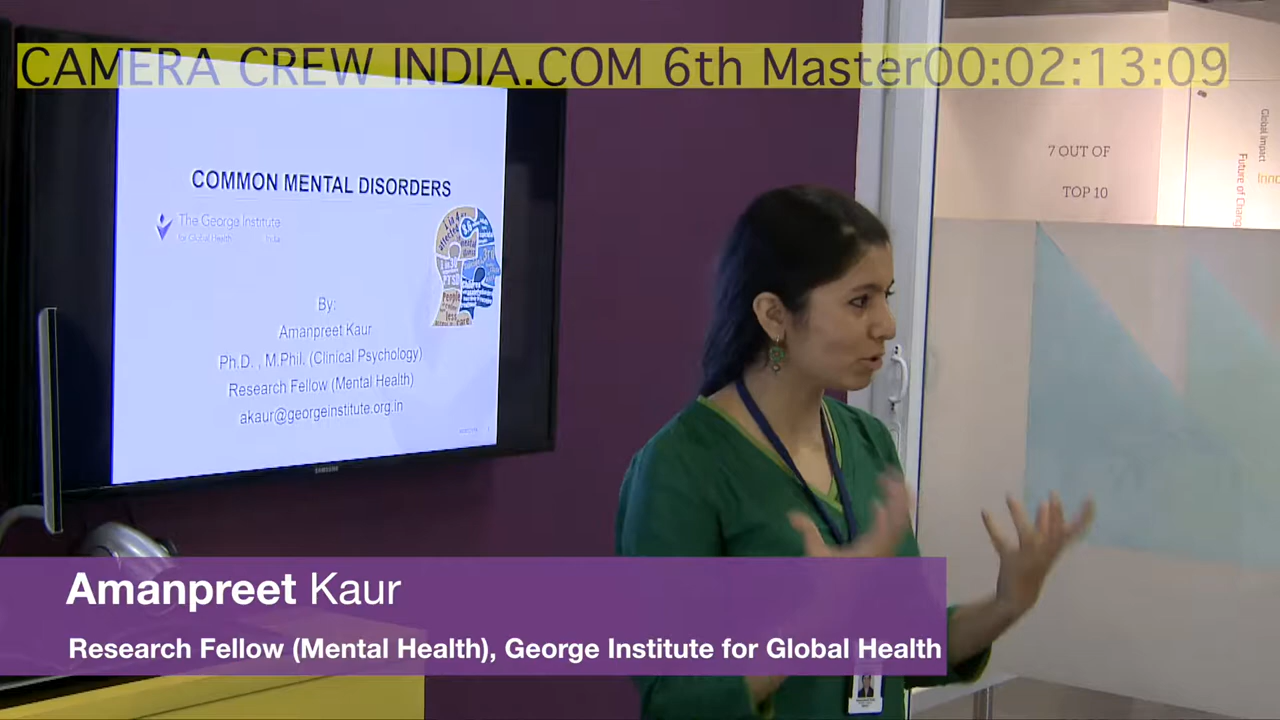 CAMERA CREW INDIA.COM 6th Master00:02:13:09
COMMON MENTAL DISORDERS
The George Institute
for Global Health India
By:
Amanpreet Kaur
Ph.D. , M.Phil. (Clinical Psychology)
Research Fellow (Mental Health)
akaur@georgeinstitute.org.in
SAMSUNG
7 OUT OF
TOP 10
Global Impact
Future of Chang
Inno
Amanpreet Kaur
Research Fellow (Mental Health), George Institute for Global Health